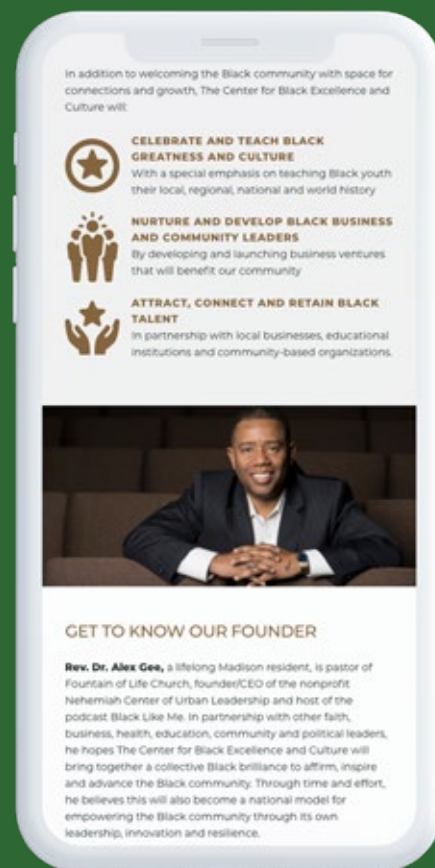 In addition to welcoming the Black community with space for
connections and growth, The Center for Black Excellence and
Culture will:
CELEBRATE AND TEACH BLACK
GREATNESS AND CULTURE
With a special emphasis on teaching Black youth
their local, regional, national and world history
NURTURE AND DEVELOP BLACK BUSINESS
AND COMMUNITY LEADERS
By developing and launching business ventures
that will benefit our community
ATTRACT, CONNECT AND RETAIN BLACK
TALENT
In partnership with local businesses, educational
institutions and community-based organizations.
GET TO KNOW OUR FOUNDER
Rev. Dr. Alex Gee, a lifelong Madison resident, is pastor of
Fountain of Life Church, founder/CEO of the nonprofit
Nehemiah Center of Urban Leadership and host of the
podcast Black Like Me. In partnership with other faith,
business, health, education, community and political leaders,
he hopes The Center for Black Excellence and Culture will
bring together a collective Black brilliance to affirm, inspire
and advance the Black community. Through time and effort,
he believes this will also become a national model for
empowering the Black community through its own
leadership, innovation and resilience.